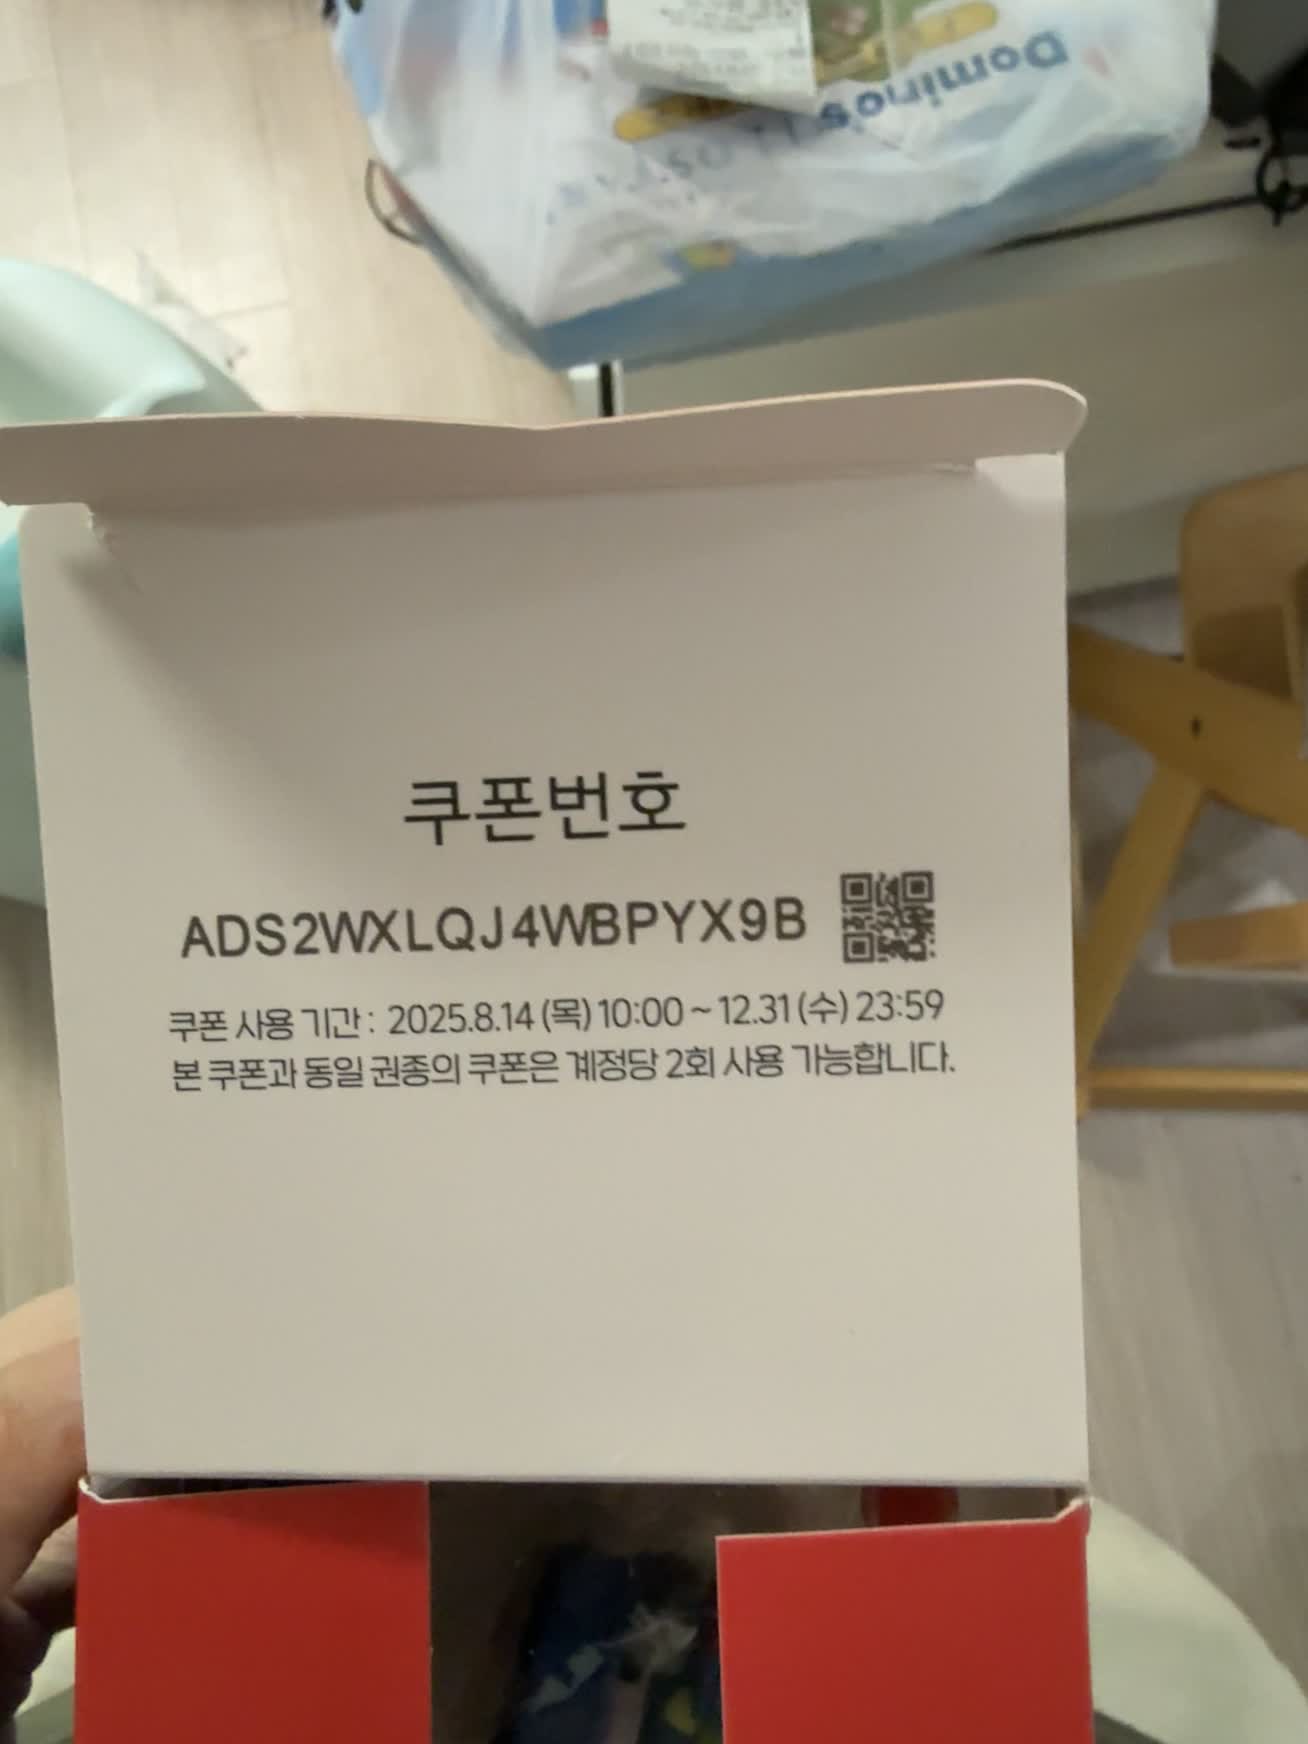 Domino's
쿠폰번호
ADS2WXLQJ4WBPYX9B
쿠폰 사용 기간 : 2025.8.14 (목) 10:00 ~ 12.31 (수) 23:59
본 쿠폰과 동일 권종의 쿠폰은 계정당 2회 사용 가능합니다.